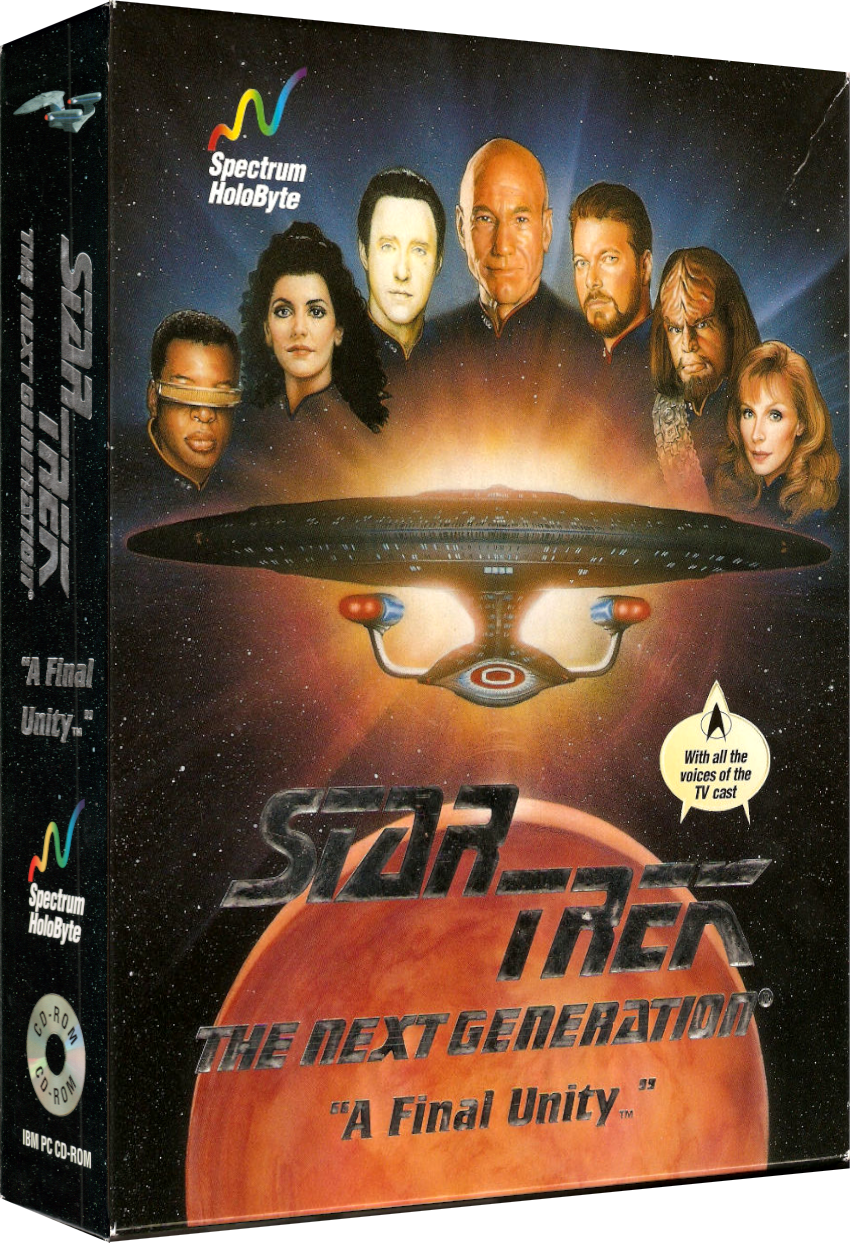 STAR TREK
THE NEXT GENERATION®
"A Final
Unity™"
Spectrum
HoloByte
CD-ROM
CD-ROM
IBM PC CD-ROM
Spectrum
HoloByte
With all the
voices of the
TV cast
STAR
TREK
THE NEXT GENERATION®
"A Final Unity™"